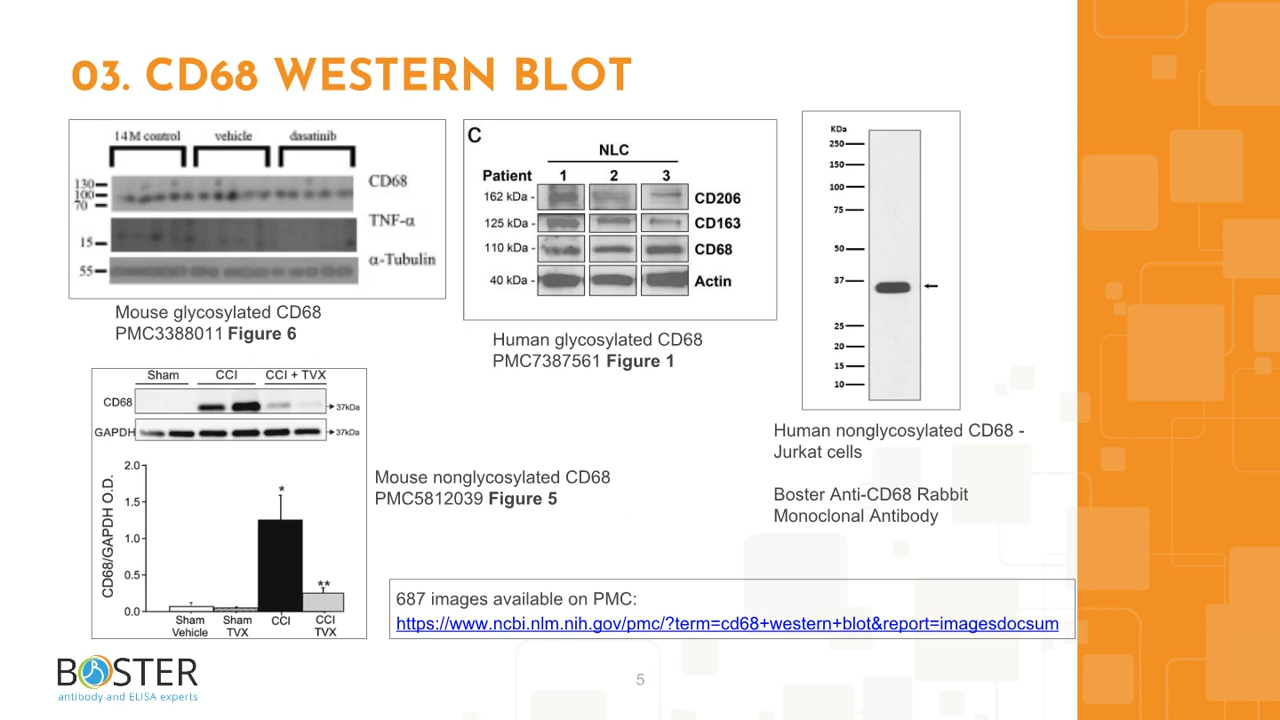 03. CD68 WESTERN BLOT
14M control vehicle dasatinib
130
100
70
CD68
TNF-α
15
α-Tubulin
55
Mouse glycosylated CD68
PMC3388011 Figure 6
C
NLC
Patient 1 2 3
162 kDa - CD206
125 kDa - CD163
110 kDa - CD68
40 kDa - Actin
Human glycosylated CD68
PMC7387561 Figure 1
KDa
250
150
100
75
50
37
25
20
15
10
Human nonglycosylated CD68 -
Jurkat cells
Boster Anti-CD68 Rabbit
Monoclonal Antibody
Sham CCI CCI + TVX
CD68 37kDa
GAPDH 37kDa
CD68/GAPDH O.D.
2.0
1.5
1.0
0.5
0.0
*
**
Sham Vehicle
Sham TVX
CCI
CCI TVX
Mouse nonglycosylated CD68
PMC5812039 Figure 5
687 images available on PMC:
https://www.ncbi.nlm.nih.gov/pmc/?term=cd68+western+blot&report=imagesdocsum
BOSTER
antibody and ELISA experts
5